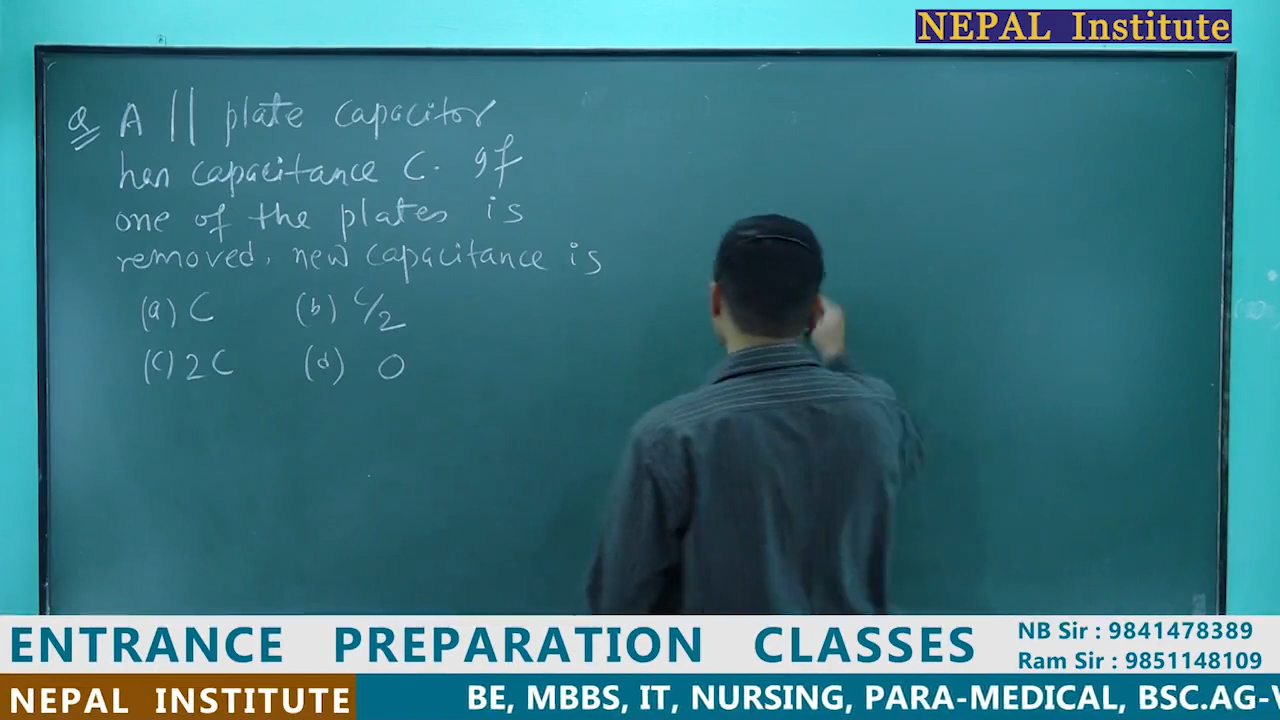 NEPAL Institute
Q A || plate capacitor
has capacitance C. If
one of the plates is
removed, new capacitance is
(a) C (b) C/2
(c) 2C (d) 0
ENTRANCE PREPARATION CLASSES
NB Sir : 9841478389
Ram Sir : 9851148109
NEPAL INSTITUTE
BE, MBBS, IT, NURSING, PARA-MEDICAL, BSC.AG-V